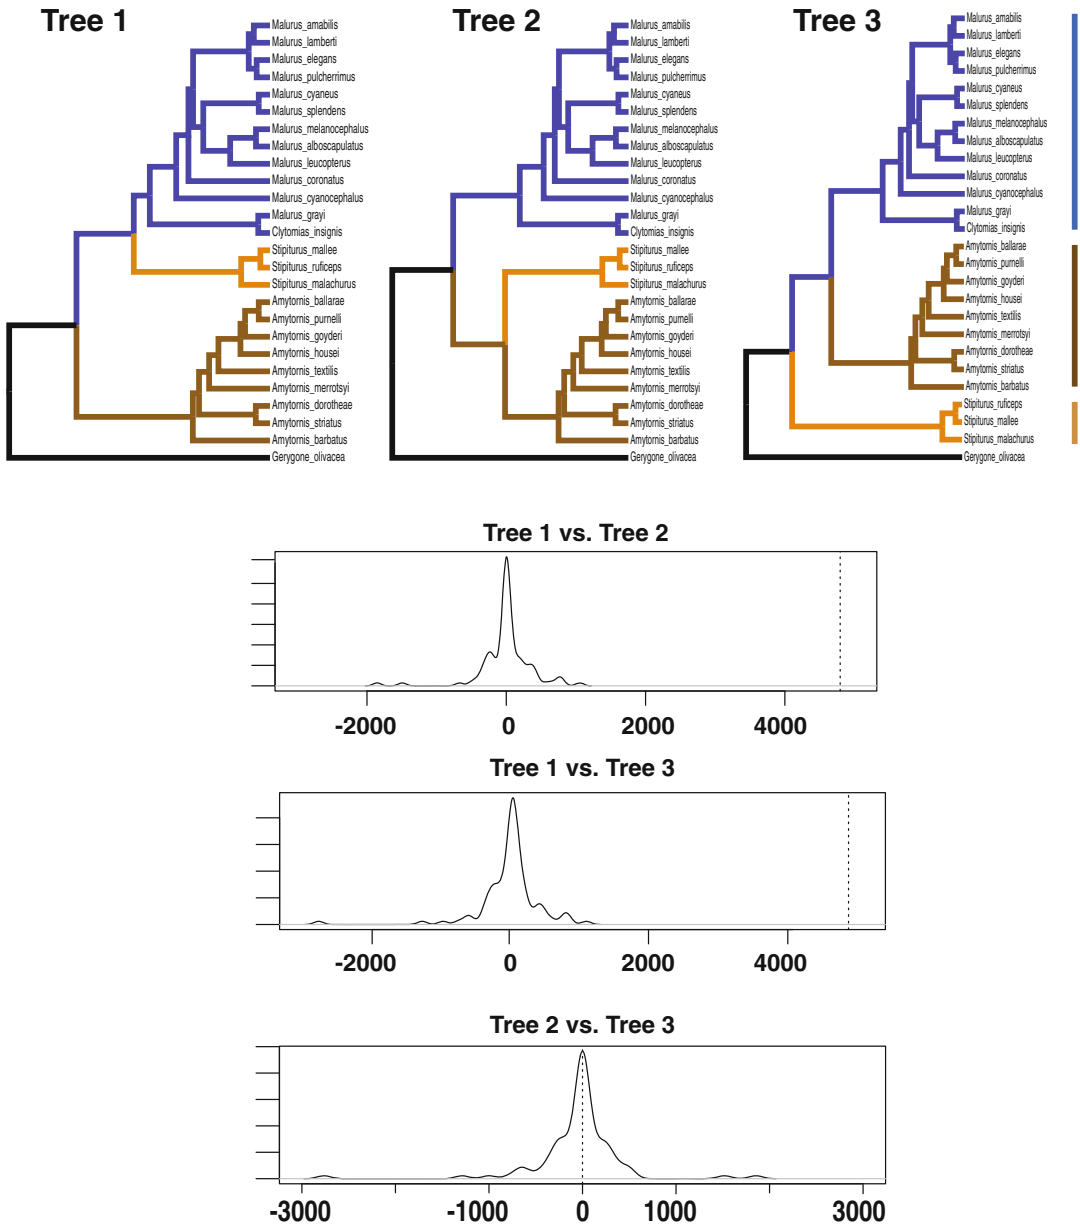 Tree 1
Malurus_amabilis
Malurus_lamberti
Malurus_elegans
Malurus_pulcherrimus
Malurus_cyaneus
Malurus_splendens
Malurus_melanocephalus
Malurus_alboscapulatus
Malurus_leucopterus
Malurus_coronatus
Malurus_cyanocephalus
Malurus_grayi
Clytomias_insignis
Stipiturus_mallee
Stipiturus_ruficeps
Stipiturus_malachurus
Amytornis_ballarae
Amytornis_purnelli
Amytornis_goyderi
Amytornis_housei
Amytornis_textilis
Amytornis_merrotsyi
Amytornis_dorotheae
Amytornis_striatus
Amytornis_barbatus
Gerygone_olivacea
Tree 2
Malurus_amabilis
Malurus_lamberti
Malurus_elegans
Malurus_pulcherrimus
Malurus_cyaneus
Malurus_splendens
Malurus_melanocephalus
Malurus_alboscapulatus
Malurus_leucopterus
Malurus_coronatus
Malurus_cyanocephalus
Malurus_grayi
Clytomias_insignis
Stipiturus_mallee
Stipiturus_ruficeps
Stipiturus_malachurus
Amytornis_ballarae
Amytornis_purnelli
Amytornis_goyderi
Amytornis_housei
Amytornis_textilis
Amytornis_merrotsyi
Amytornis_dorotheae
Amytornis_striatus
Amytornis_barbatus
Gerygone_olivacea
Tree 3
Malurus_amabilis
Malurus_lamberti
Malurus_elegans
Malurus_pulcherrimus
Malurus_cyaneus
Malurus_splendens
Malurus_melanocephalus
Malurus_alboscapulatus
Malurus_leucopterus
Malurus_coronatus
Malurus_cyanocephalus
Malurus_grayi
Clytomias_insignis
Amytornis_ballarae
Amytornis_purnelli
Amytornis_goyderi
Amytornis_housei
Amytornis_textilis
Amytornis_merrotsyi
Amytornis_dorotheae
Amytornis_striatus
Amytornis_barbatus
Stipiturus_ruficeps
Stipiturus_mallee
Stipiturus_malachurus
Gerygone_olivacea
Tree 1 vs. Tree 2
-2000 0 2000 4000
Tree 1 vs. Tree 3
-2000 0 2000 4000
Tree 2 vs. Tree 3
-3000 -1000 0 1000 3000